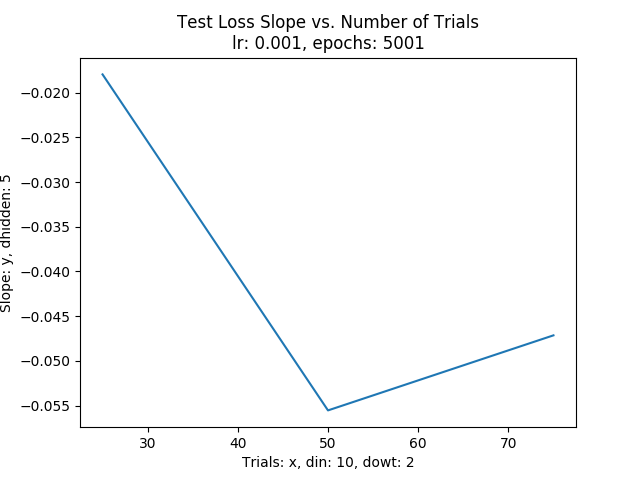 Test Loss Slope vs. Number of Trials
lr: 0.001, epochs: 5001
−0.020
−0.025
−0.030
−0.035
−0.040
−0.045
−0.050
−0.055
Slope: y, dhidden: 5
30 40 50 60 70
Trials: x, din: 10, dowt: 2